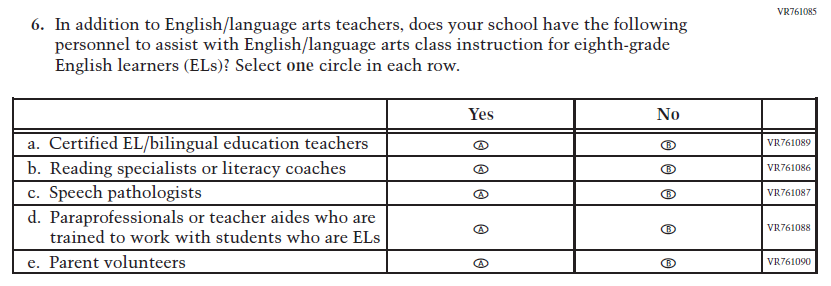 VR761085
6. In addition to English/language arts teachers, does your school have the following
personnel to assist with English/language arts class instruction for eighth-grade
English learners (ELs)? Select one circle in each row.
Yes No
a. Certified EL/bilingual education teachers A B VR761089
b. Reading specialists or literacy coaches A B VR761086
c. Speech pathologists A B VR761087
d. Paraprofessionals or teacher aides who are
trained to work with students who are ELs A B VR761088
e. Parent volunteers A B VR761090